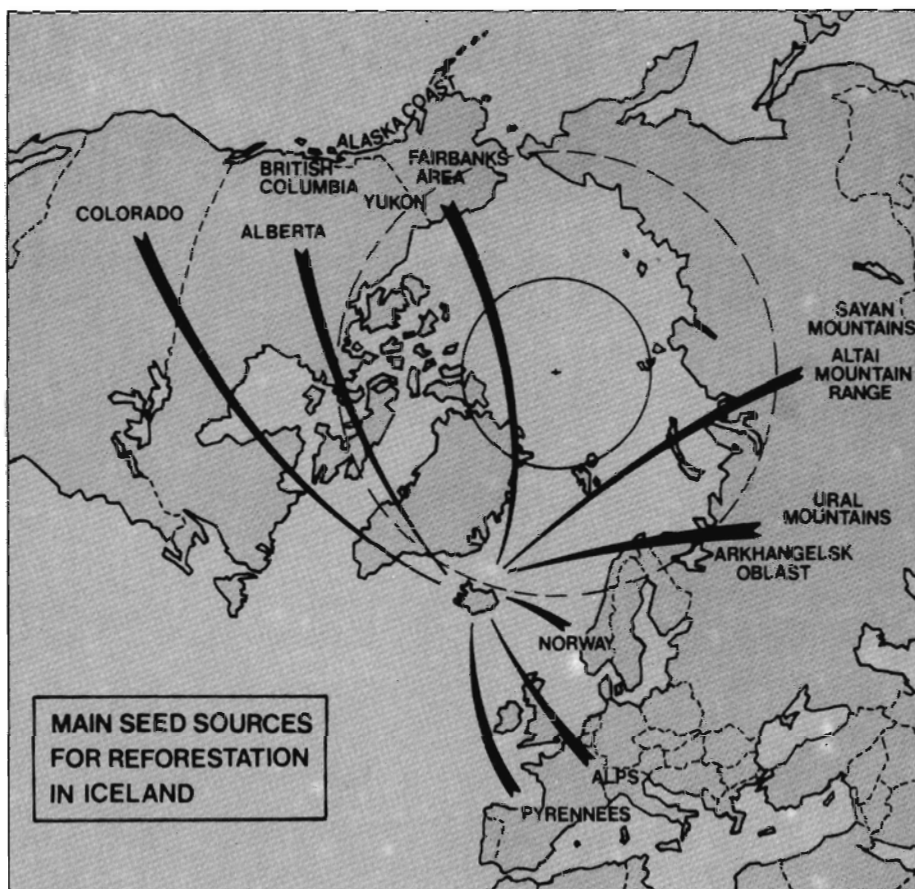 ALASKA COAST
BRITISH
COLUMBIA
FAIRBANKS
AREA
YUKON
COLORADO
ALBERTA
SAYAN
MOUNTAINS
ALTAI
MOUNTAIN
RANGE
URAL
MOUNTAINS
ARKHANGELSK
OBLAST
NORWAY
ALPS
PYRENNEES
MAIN SEED SOURCES
FOR REFORESTATION
IN ICELAND